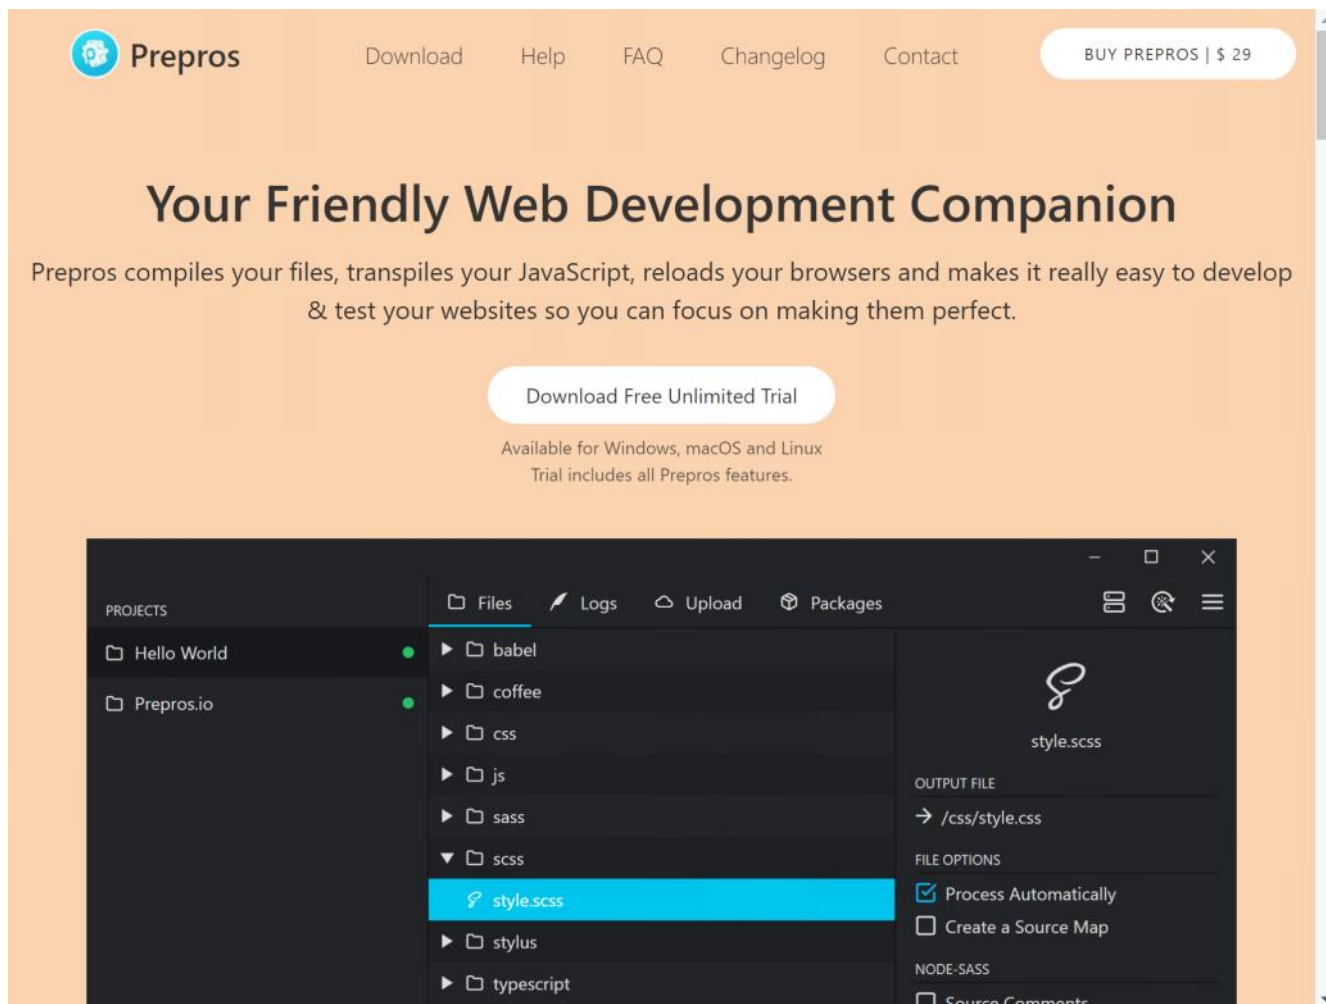 Prepros
Download
Help
FAQ
Changelog
Contact
BUY PREPROS | $ 29
Your Friendly Web Development Companion
Prepros compiles your files, transpiles your JavaScript, reloads your browsers and makes it really easy to develop
& test your websites so you can focus on making them perfect.
Download Free Unlimited Trial
Available for Windows, macOS and Linux
Trial includes all Prepros features.
PROJECTS
Hello World
Prepros.io
Files
Logs
Upload
Packages
babel
coffee
css
js
sass
scss
style.scss
stylus
typescript
style.scss
OUTPUT FILE
/css/style.css
FILE OPTIONS
Process Automatically
Create a Source Map
NODE-SASS
Source Comments